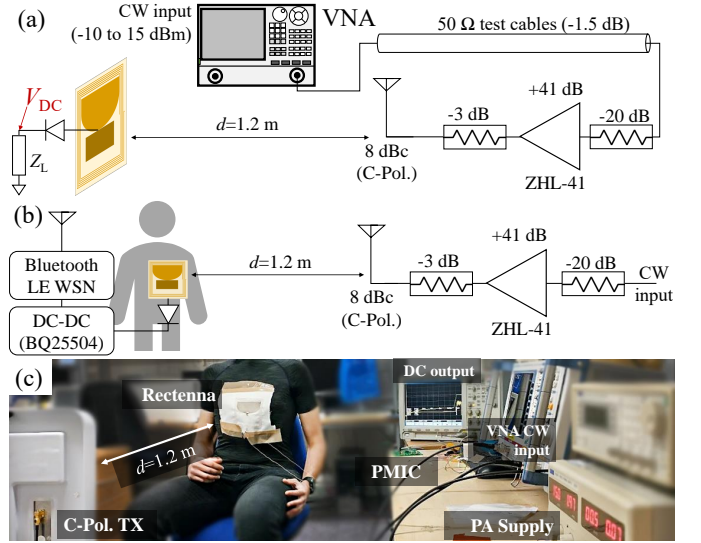 (a)
CW input
(-10 to 15 dBm)
VNA
50 Ω test cables (-1.5 dB)
V_DC
Z_L
d=1.2 m
8 dBc
(C-Pol.)
-3 dB
+41 dB
ZHL-41
-20 dB
(b)
Bluetooth
LE WSN
DC-DC
(BQ25504)
d=1.2 m
8 dBc
(C-Pol.)
-3 dB
+41 dB
ZHL-41
-20 dB
CW
input
(c)
Rectenna
d=1.2 m
C-Pol. TX
DC output
VNA CW
input
PMIC
PA Supply